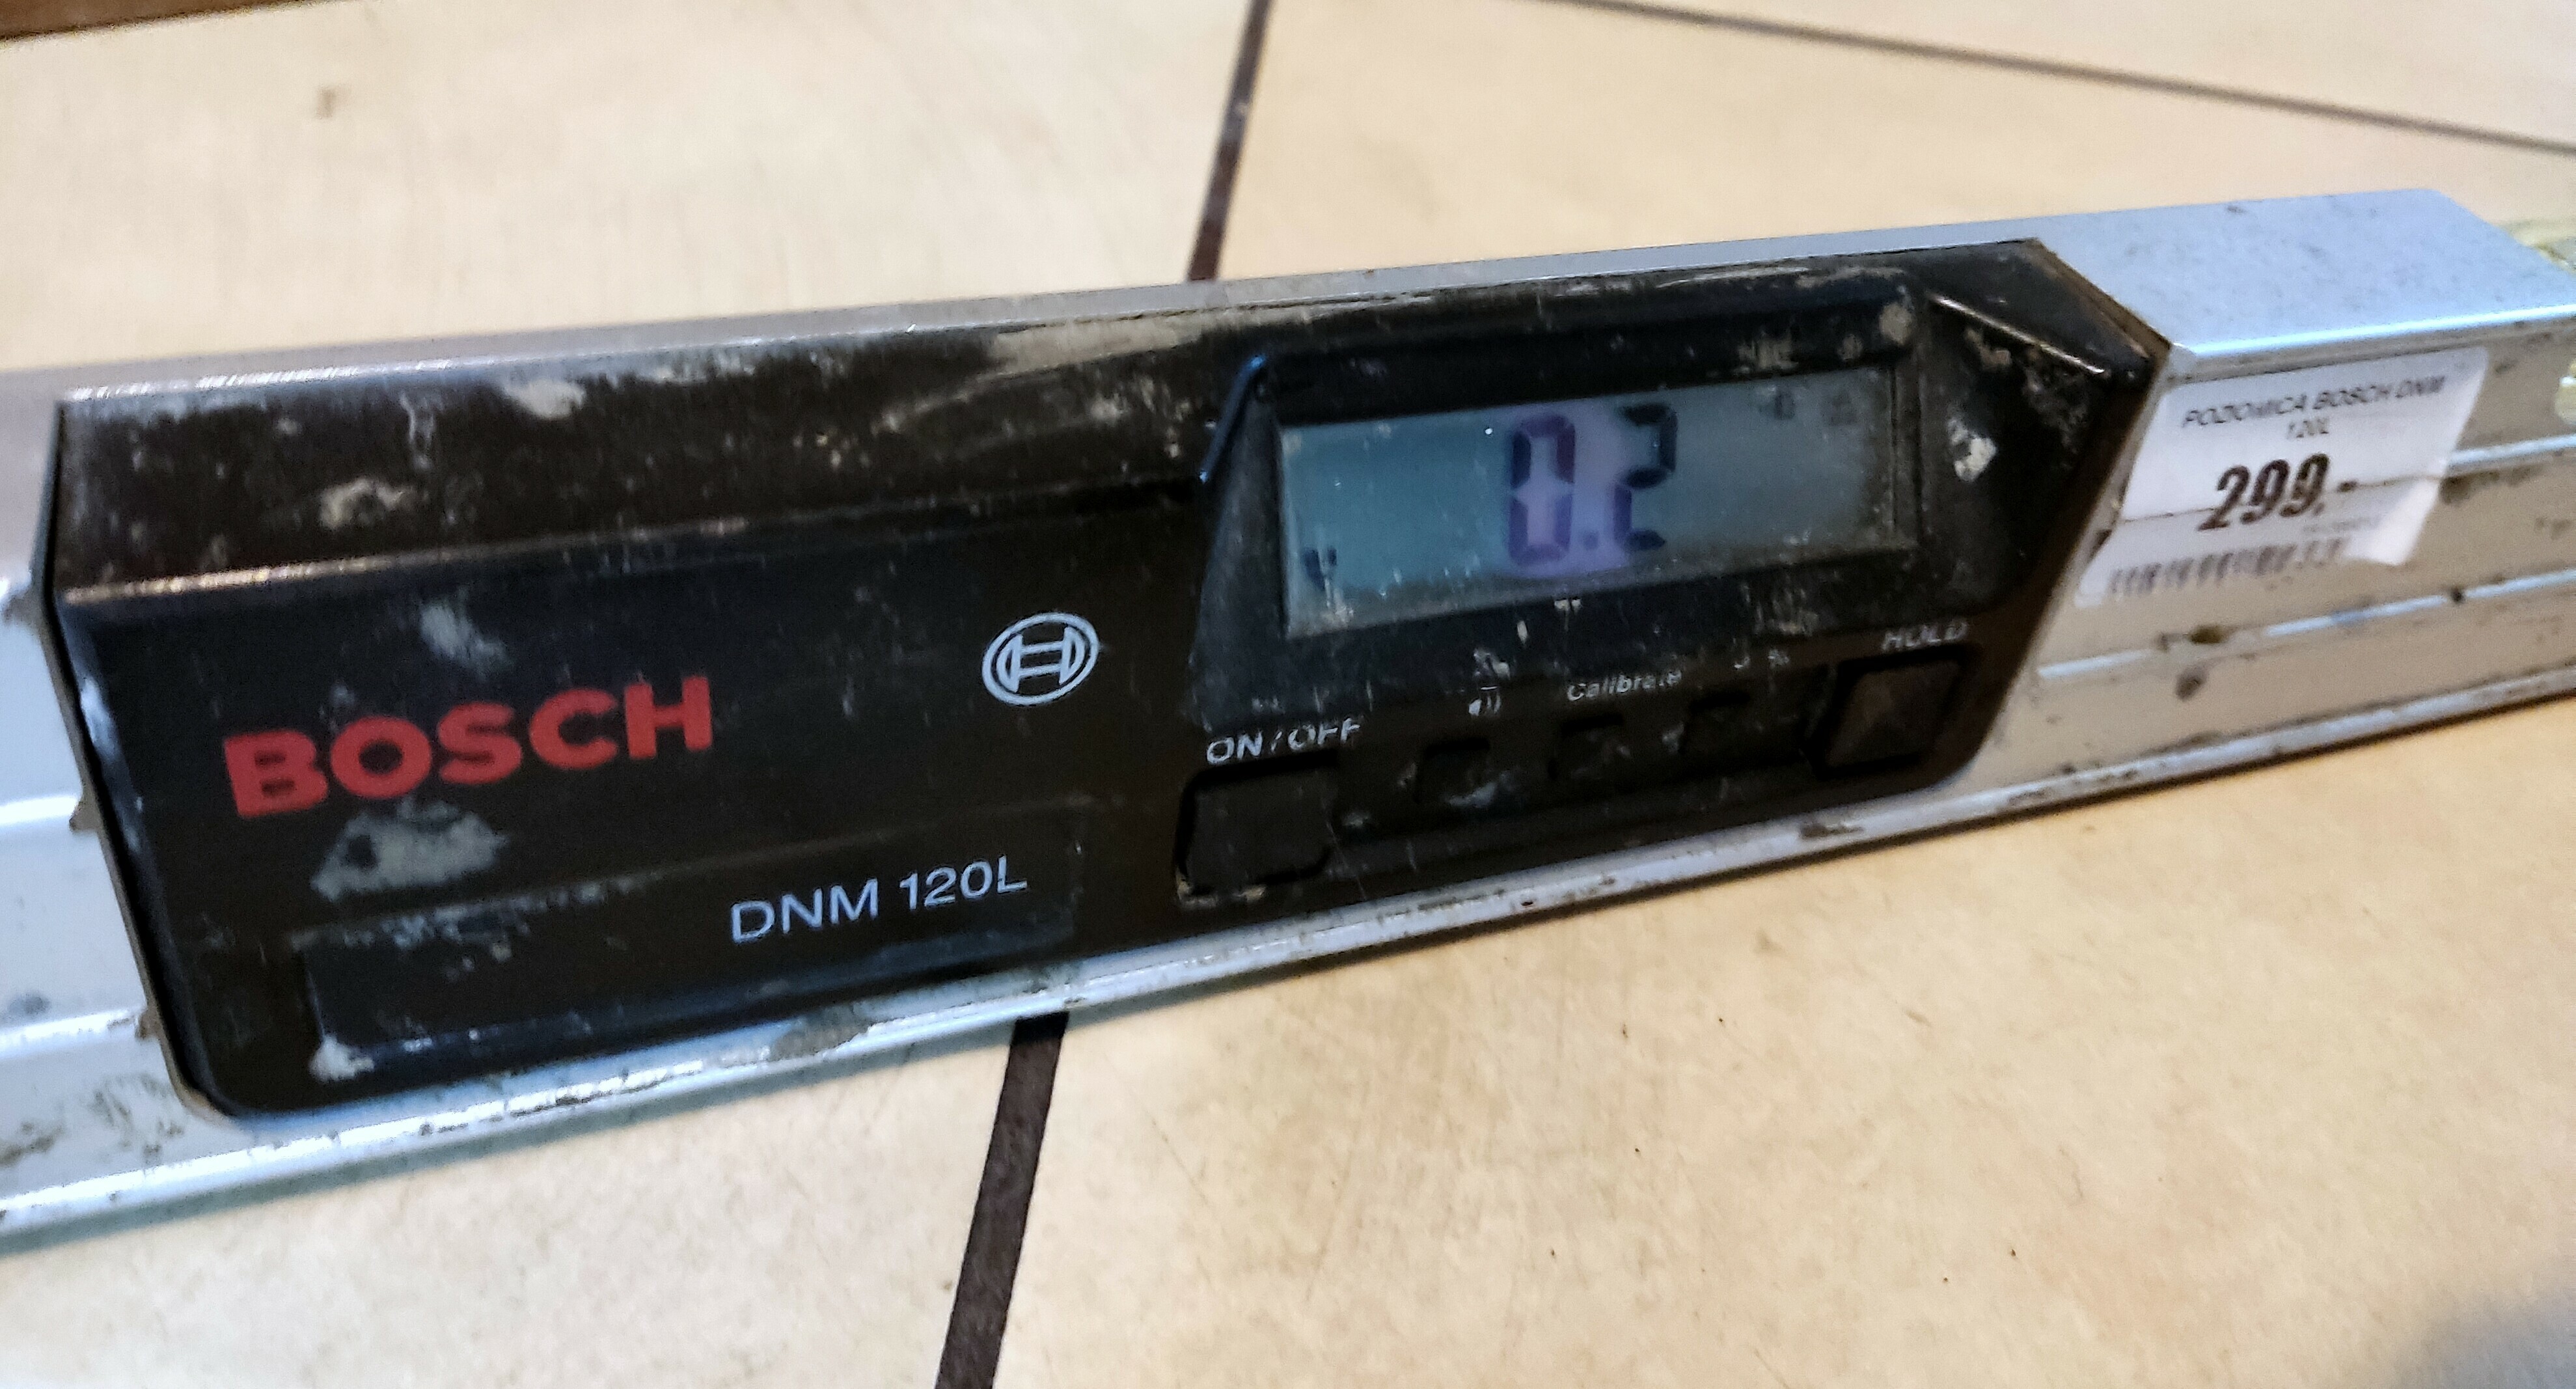 POZIOMICA BOSCH DNM
120L
299.-
0.2
HOLD
Calibrate
ON/OFF
BOSCH
DNM 120L